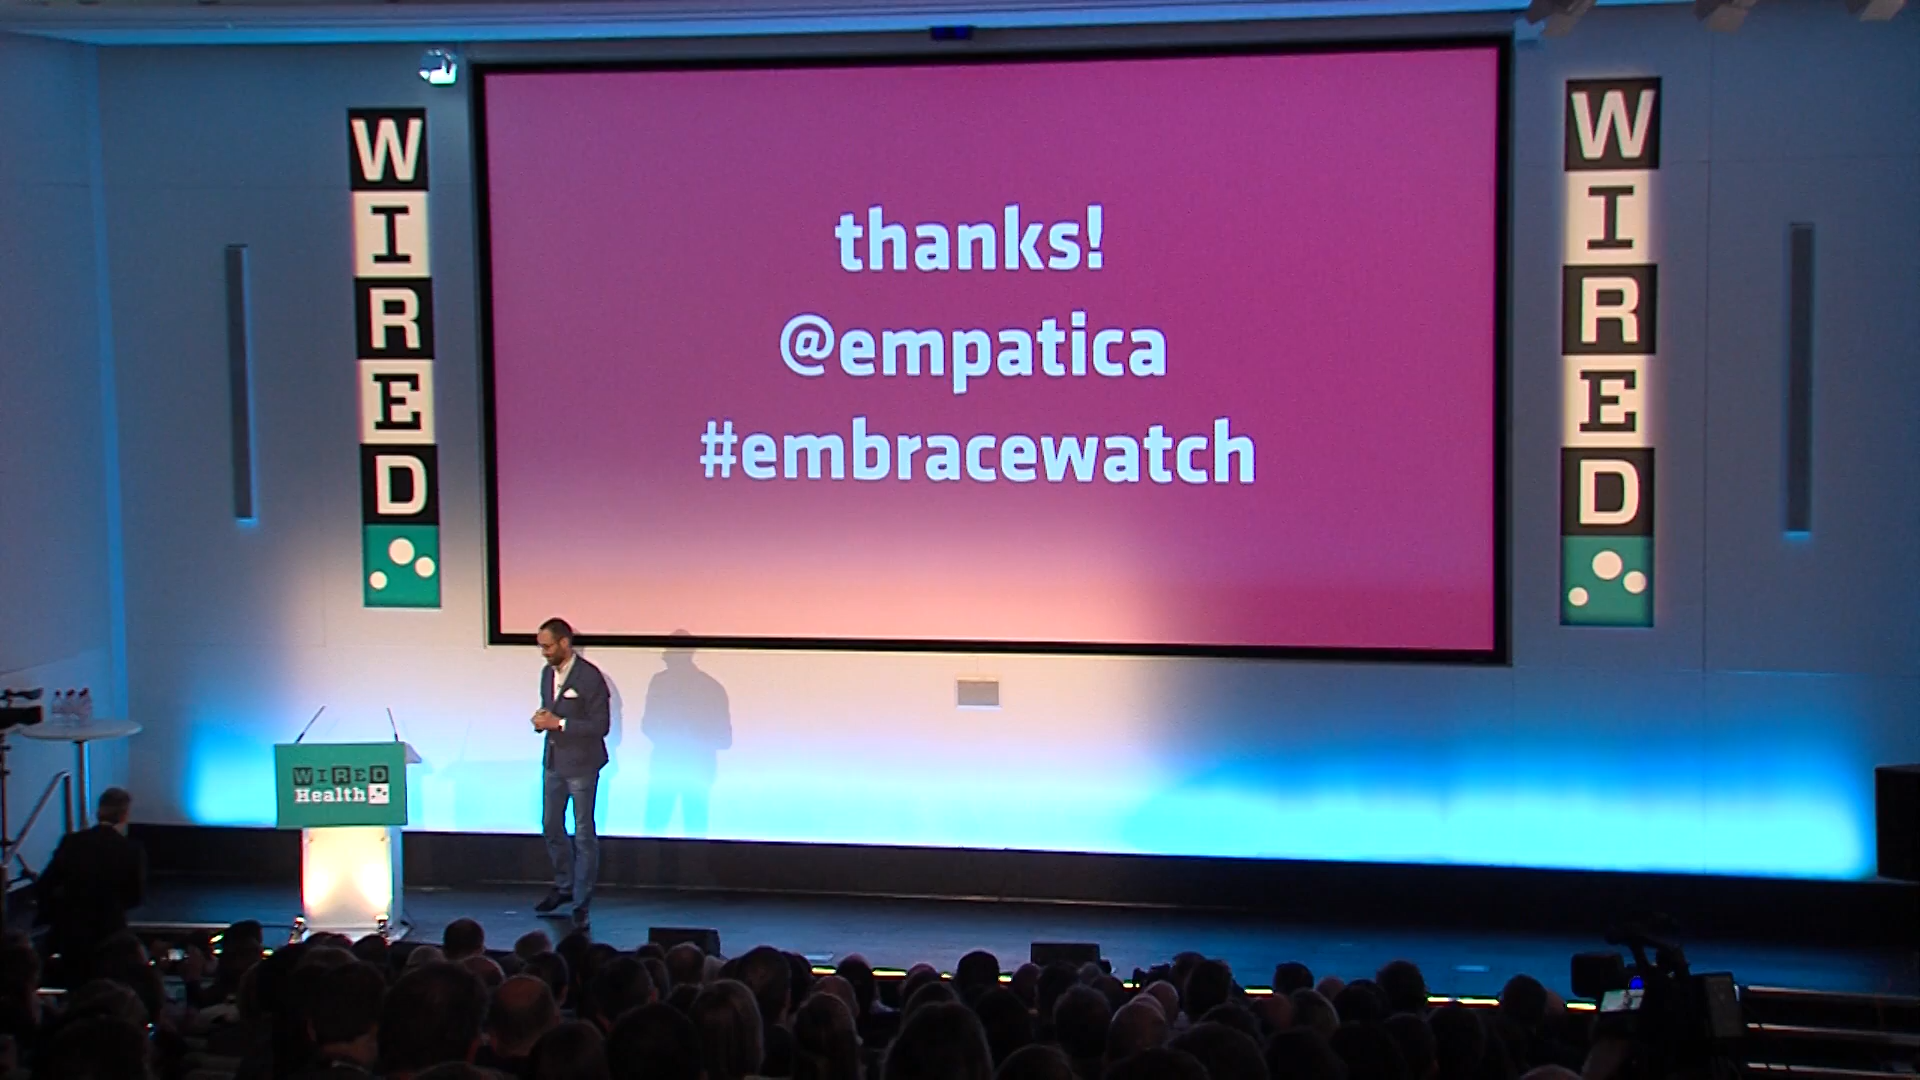 WIRED
thanks!
@empatica
#embracewatch
WIRED
WIRED
Health